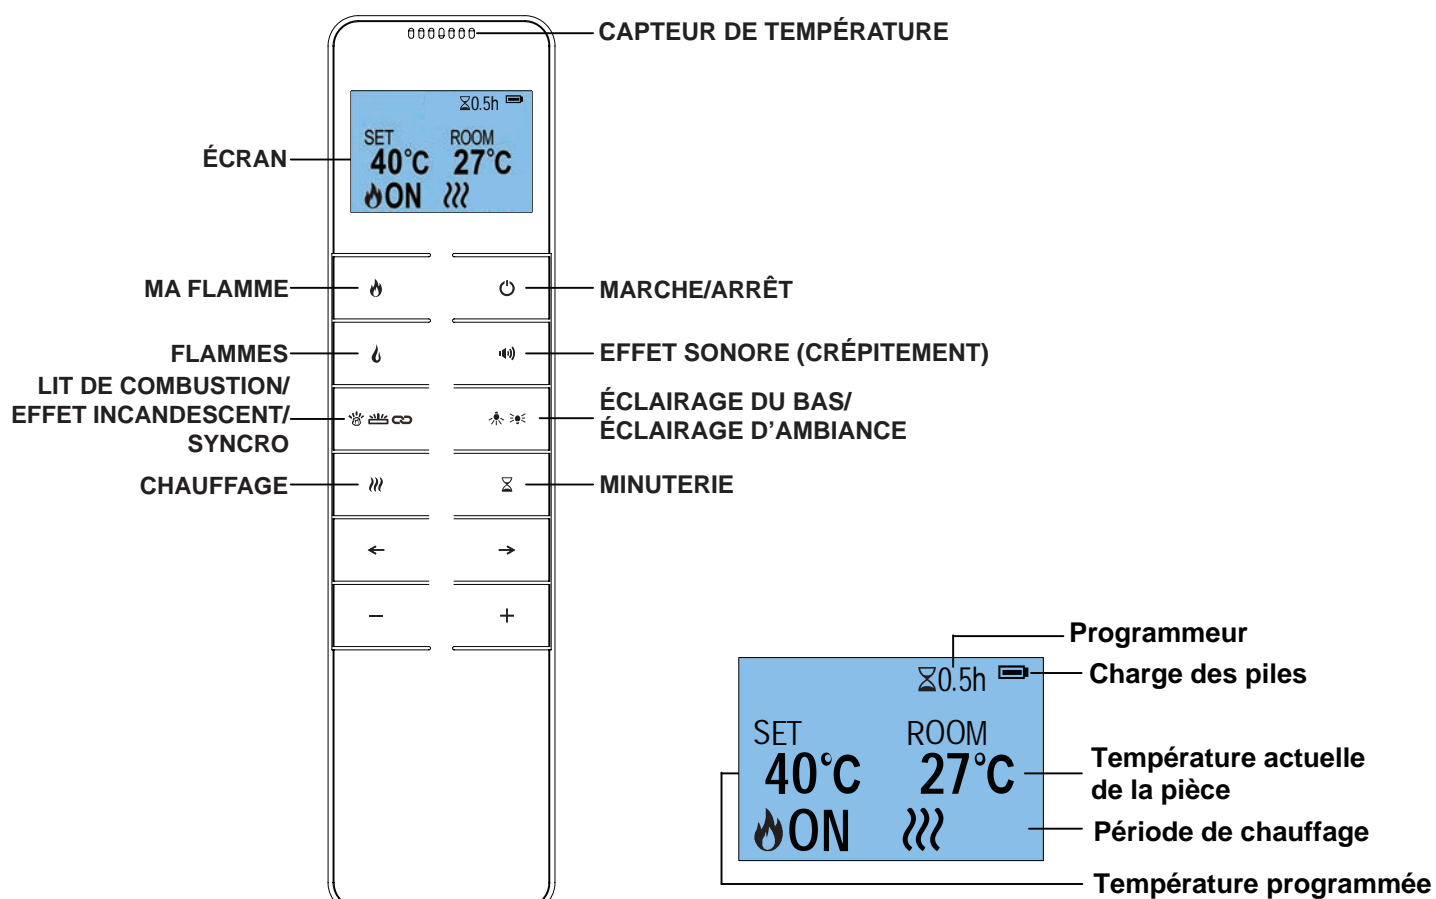 CAPTEUR DE TEMPÉRATURE
0.5h
SET ROOM
40°C 27°C
ON
ÉCRAN
MA FLAMME
MARCHE/ARRÊT
FLAMMES
EFFET SONORE (CRÉPITEMENT)
LIT DE COMBUSTION/
EFFET INCANDESCENT/
SYNCRO
ÉCLAIRAGE DU BAS/
ÉCLAIRAGE D’AMBIANCE
CHAUFFAGE
MINUTERIE
Programmeur
0.5h
Charge des piles
SET ROOM
40°C 27°C
Température actuelle
de la pièce
ON
Période de chauffage
Température programmée